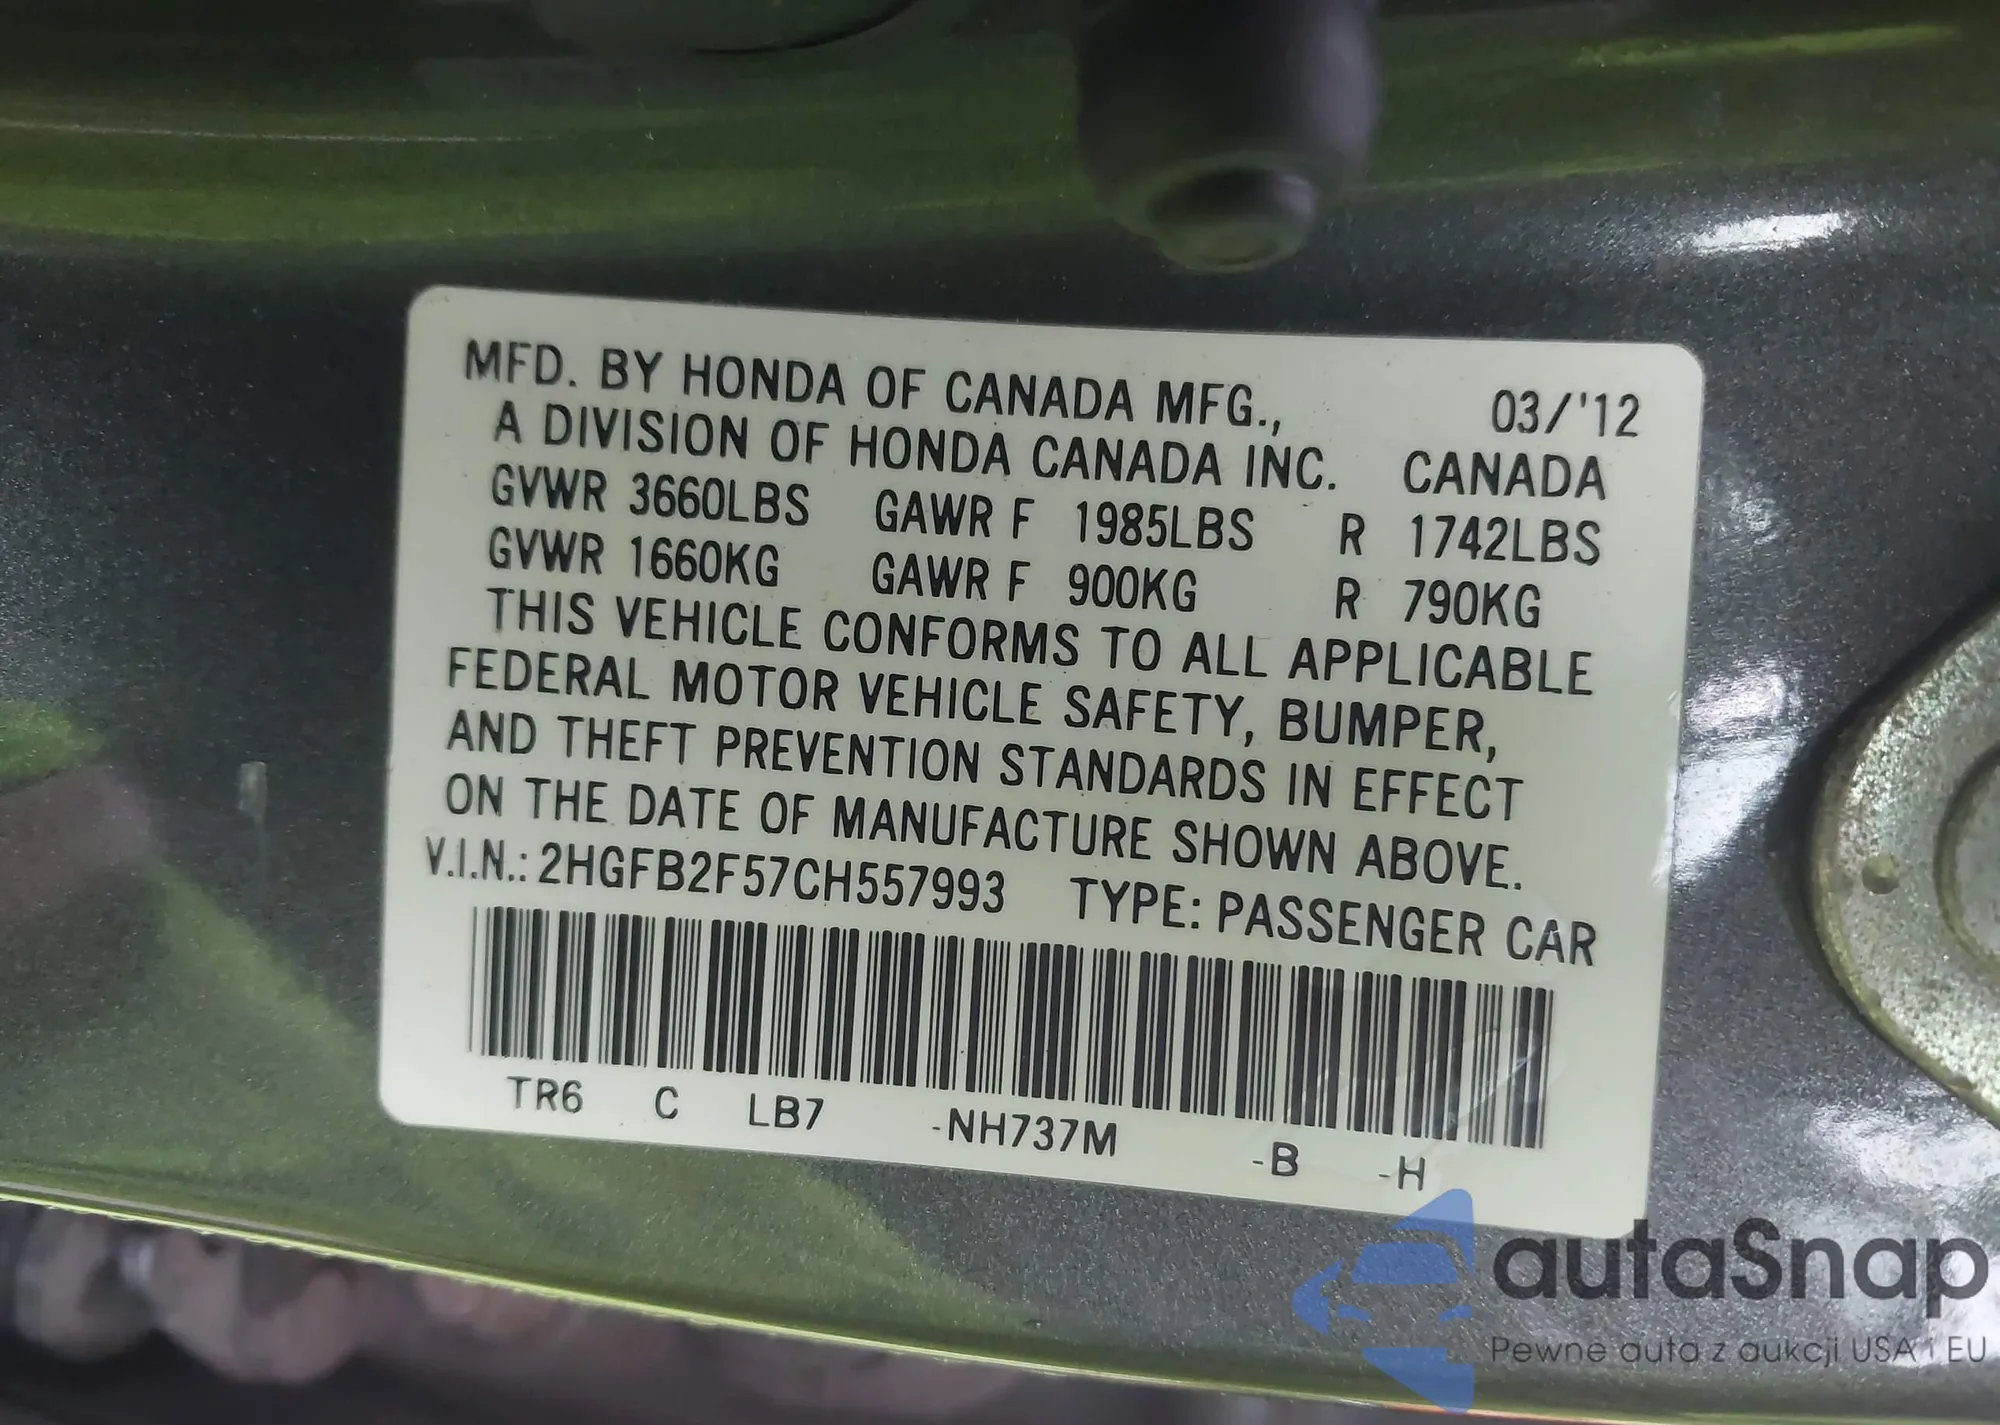 MFD. BY HONDA OF CANADA MFG., 03/'12
A DIVISION OF HONDA CANADA INC. CANADA
GVWR 3660LBS GAWR F 1985LBS R 1742LBS
GVWR 1660KG GAWR F 900KG R 790KG
THIS VEHICLE CONFORMS TO ALL APPLICABLE
FEDERAL MOTOR VEHICLE SAFETY, BUMPER,
AND THEFT PREVENTION STANDARDS IN EFFECT
ON THE DATE OF MANUFACTURE SHOWN ABOVE.
V.I.N.: 2HGFB2F57CH557993 TYPE: PASSENGER CAR
TR6 C LB7 -NH737M -B -H
autaSnap
Pewne auta z aukcji USA i EU